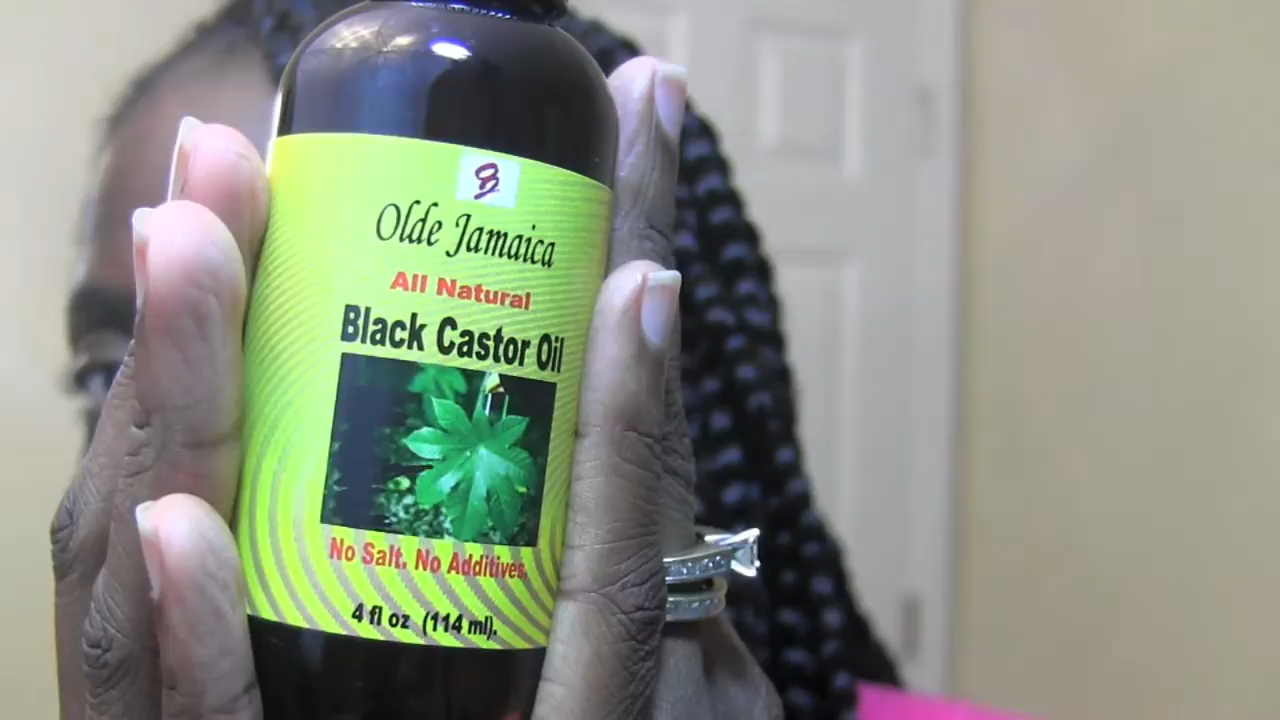 Olde Jamaica
All Natural
Black Castor Oil
No Salt. No Additives.
4 fl oz (114 ml).